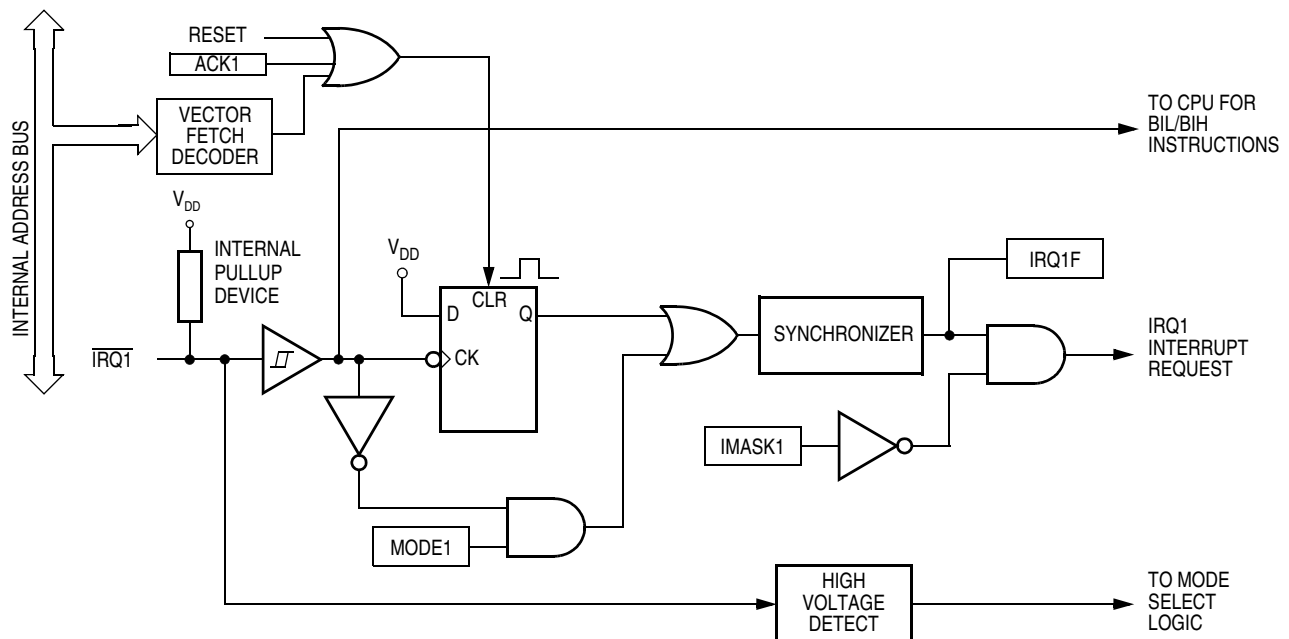 RESET
ACK1
INTERNAL ADDRESS BUS
VECTOR
FETCH
DECODER
TO CPU FOR
BIL/BIH
INSTRUCTIONS
VDD
INTERNAL
PULLUP
DEVICE
VDD
CLR
D
Q
CK
IRQ1
SYNCHRONIZER
IRQ1F
IRQ1
INTERRUPT
REQUEST
IMASK1
MODE1
HIGH
VOLTAGE
DETECT
TO MODE
SELECT
LOGIC